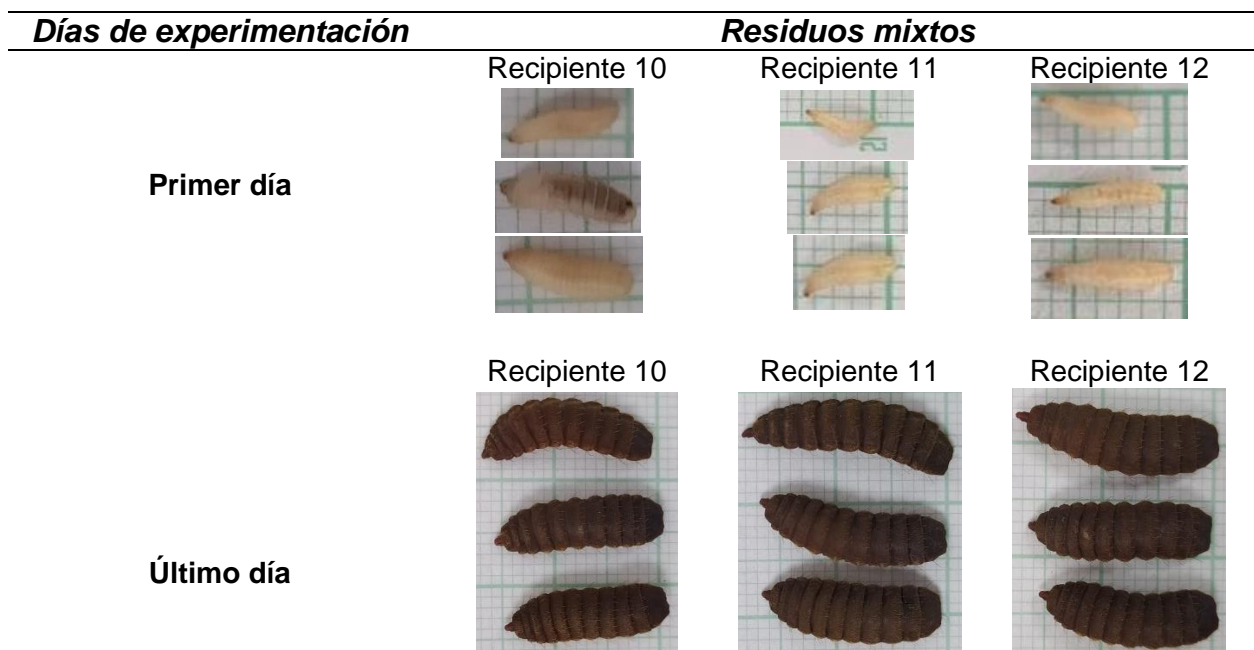 Días de experimentación Residuos mixtos
Recipiente 10 Recipiente 11 Recipiente 12
Primer día
Recipiente 10 Recipiente 11 Recipiente 12
Último día